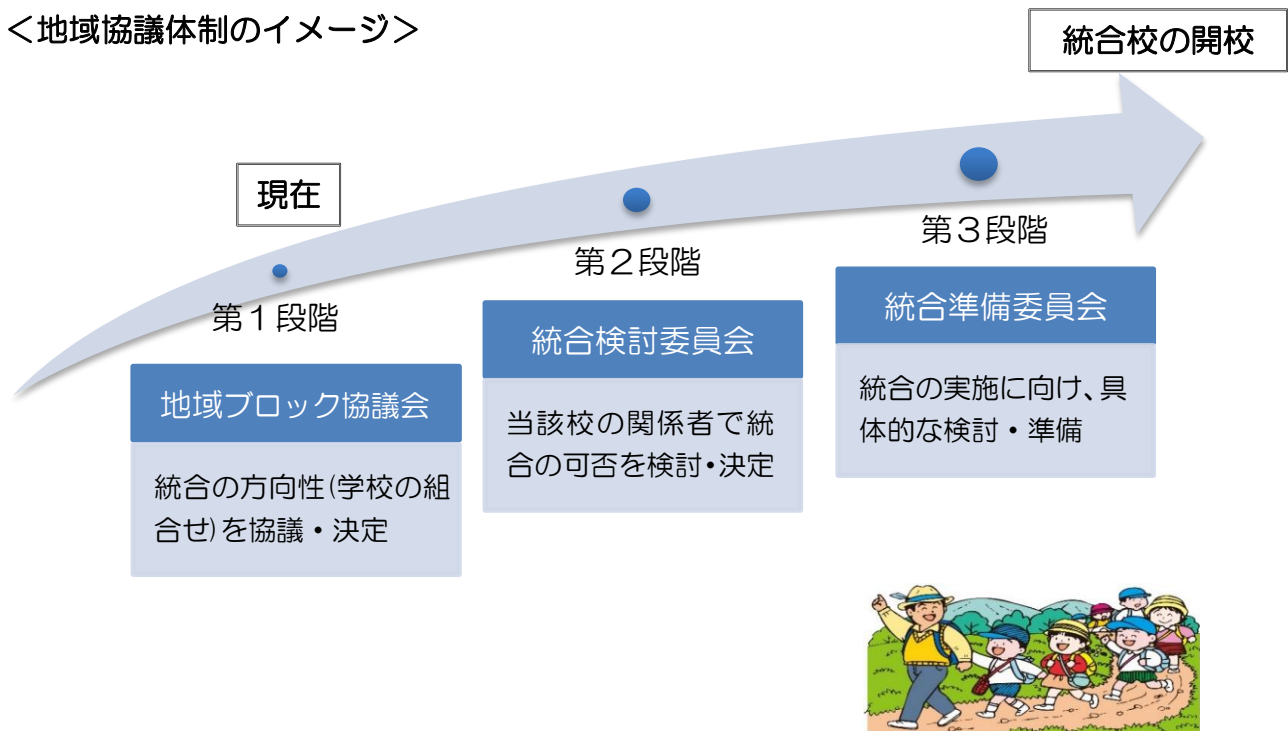 ＜地域協議体制のイメージ＞
統合校の開校
現在
第１段階
第２段階
第３段階
地域ブロック協議会
統合の方向性(学校の組
合せ)を協議・決定
統合検討委員会
当該校の関係者で統
合の可否を検討・決定
統合準備委員会
統合の実施に向け、具
体的な検討・準備